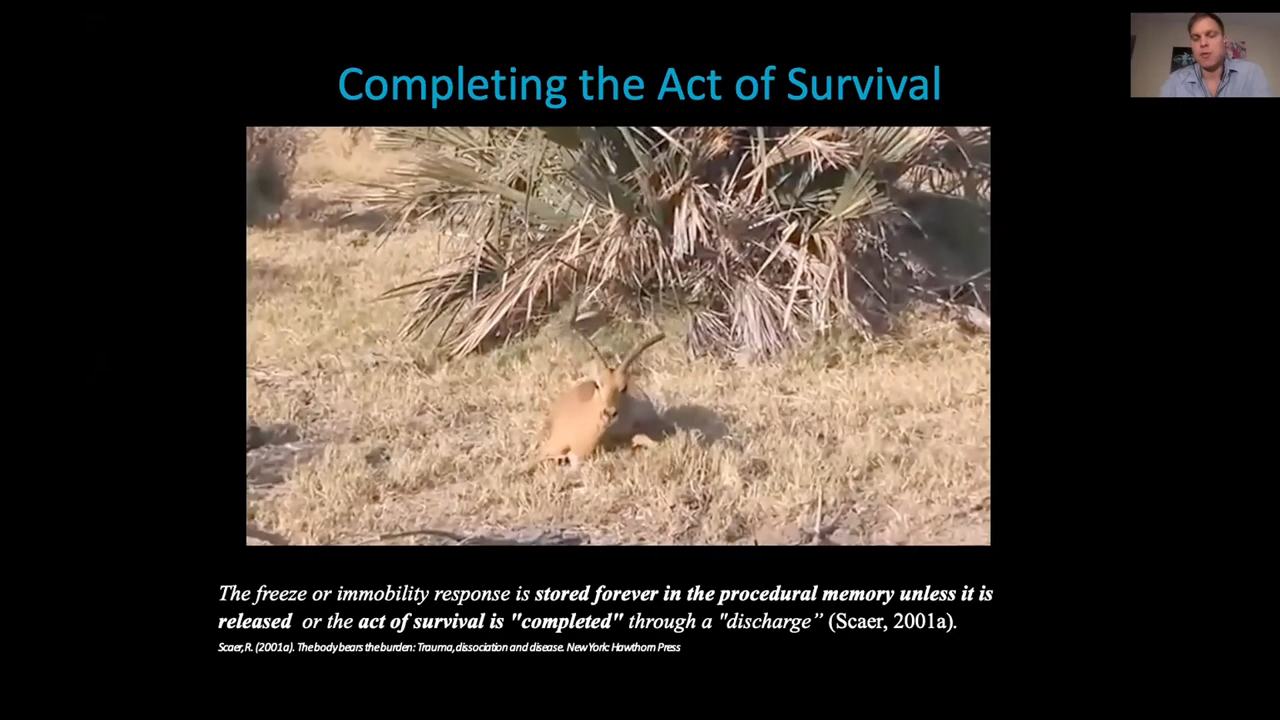 Completing the Act of Survival
The freeze or immobility response is stored forever in the procedural memory unless it is
released or the act of survival is "completed" through a "discharge” (Scaer, 2001a).
Scaer, R. (2001a). The body bears the burden: Trauma, dissociation and disease. New York: Hawthorn Press